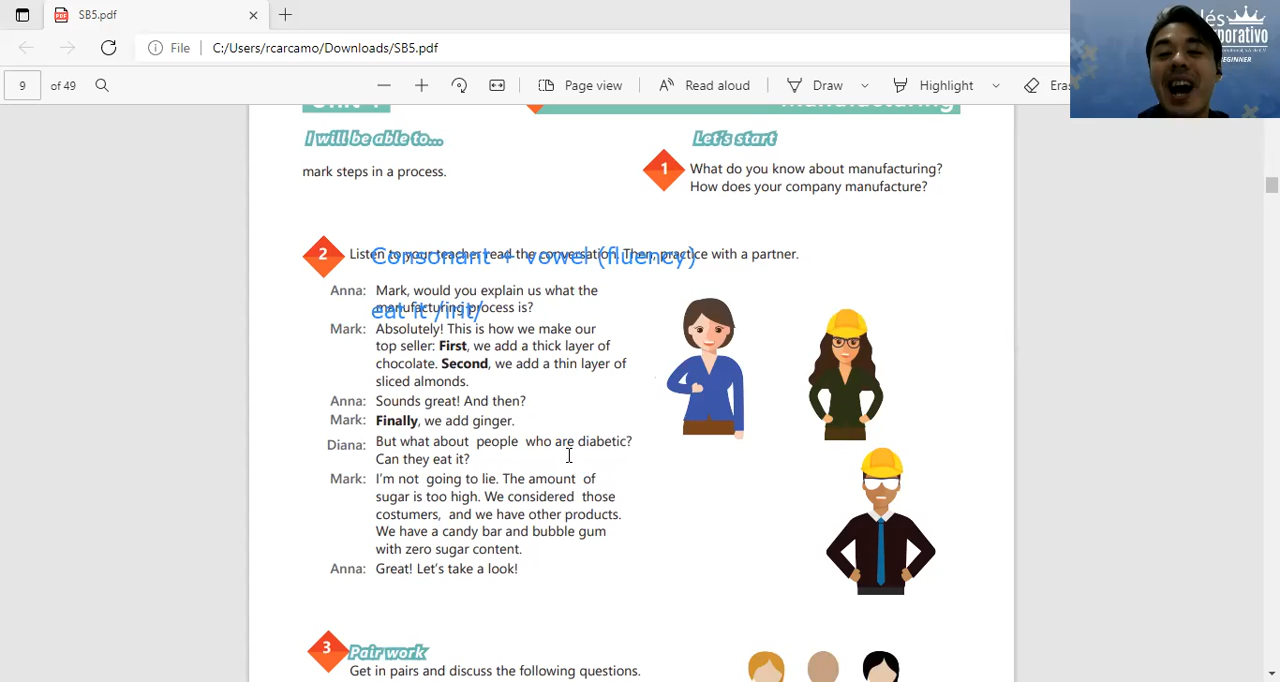 SB5.pdf
File
C:/Users/rcarcamo/Downloads/SB5.pdf
9 of 49
Page view
Read aloud
Draw
Highlight
BEGINNER
I will be able to...
mark steps in a process.
manufacturing
Let's start
1
What do you know about manufacturing?
How does your company manufacture?
2
Listen to your teacher read the conversation. Then, practice with a partner.
Consonant + vowel (fluency)
eat it /irit/
Anna: Mark, would you explain us what the
manufacturing process is?
Mark: Absolutely! This is how we make our
top seller: First, we add a thick layer of
chocolate. Second, we add a thin layer of
sliced almonds.
Anna: Sounds great! And then?
Mark: Finally, we add ginger.
Diana: But what about people who are diabetic?
Can they eat it?
Mark: I'm not going to lie. The amount of
sugar is too high. We considered those
costumers, and we have other products.
We have a candy bar and bubble gum
with zero sugar content.
Anna: Great! Let's take a look!
3
Pair work
Get in pairs and discuss the following questions.